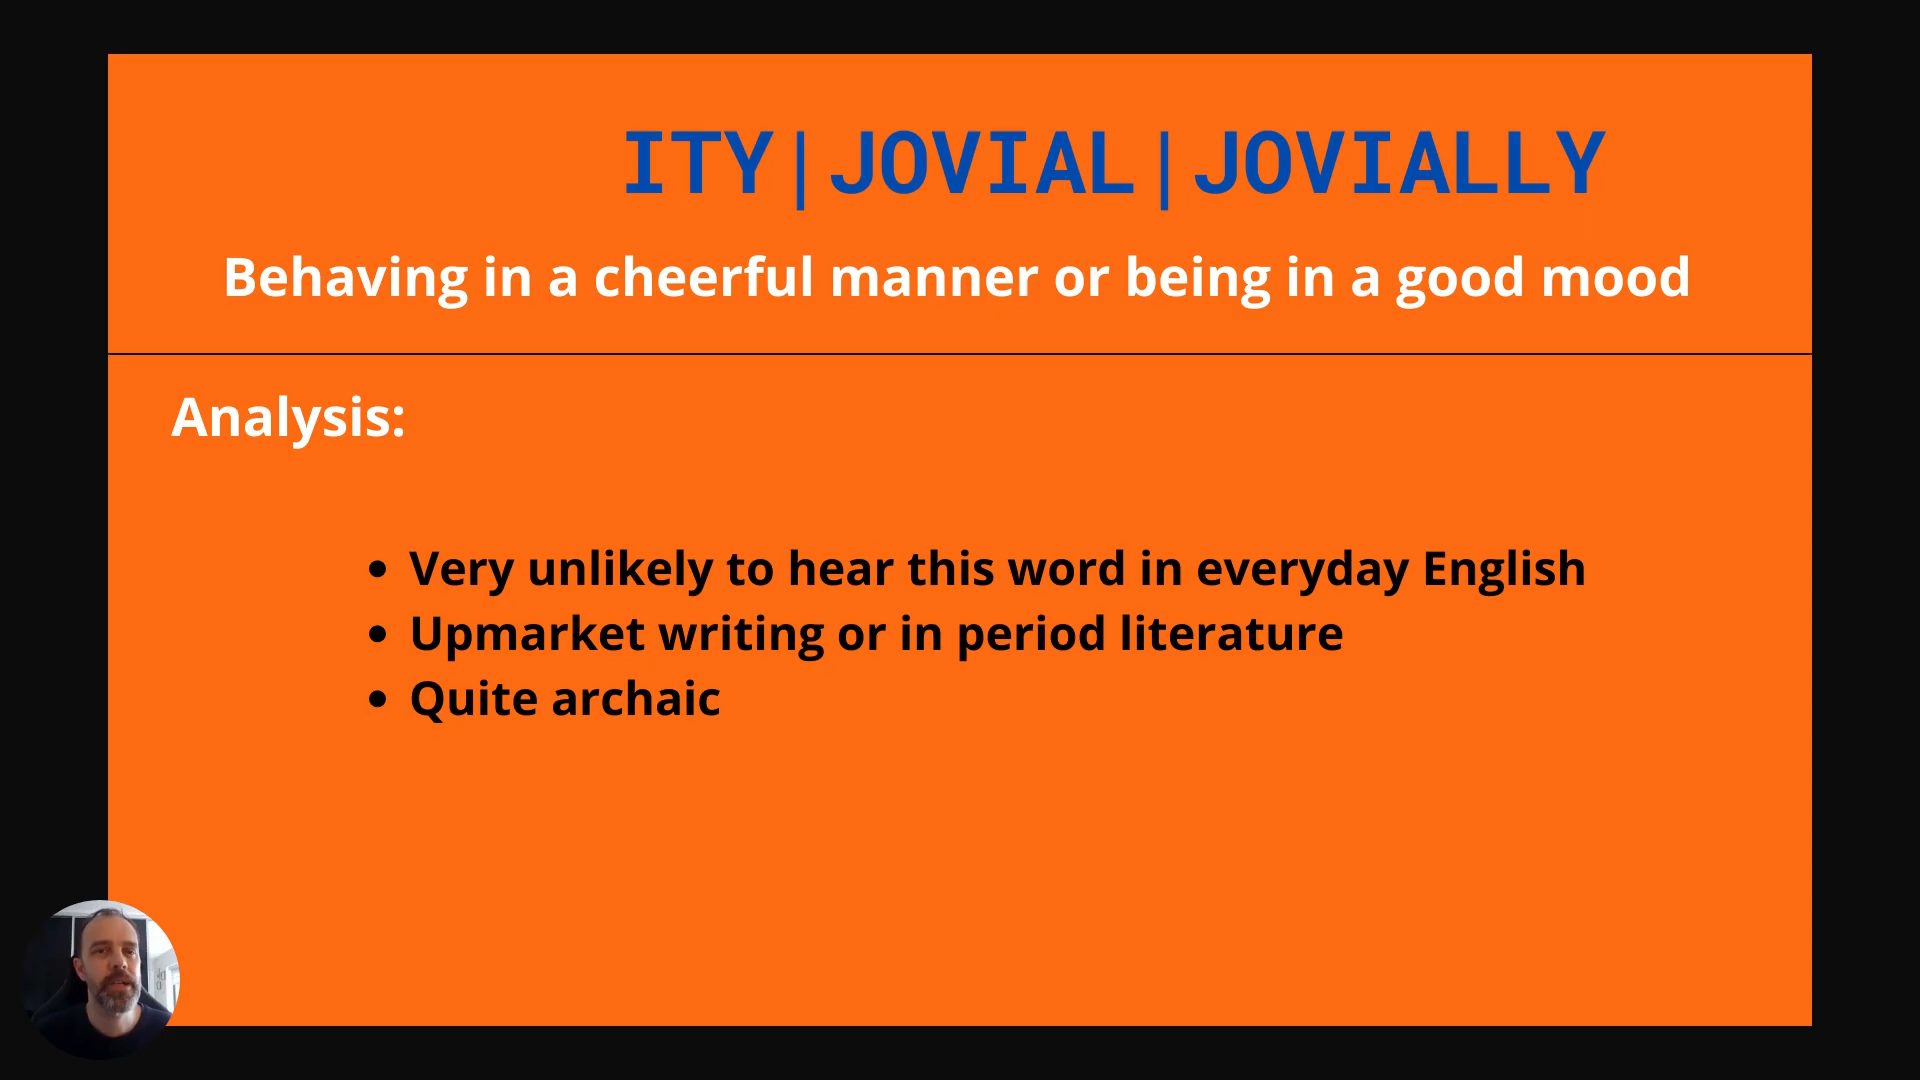 ITY|JOVIAL|JOVIALLY
Behaving in a cheerful manner or being in a good mood
Analysis:
• Very unlikely to hear this word in everyday English
• Upmarket writing or in period literature
• Quite archaic